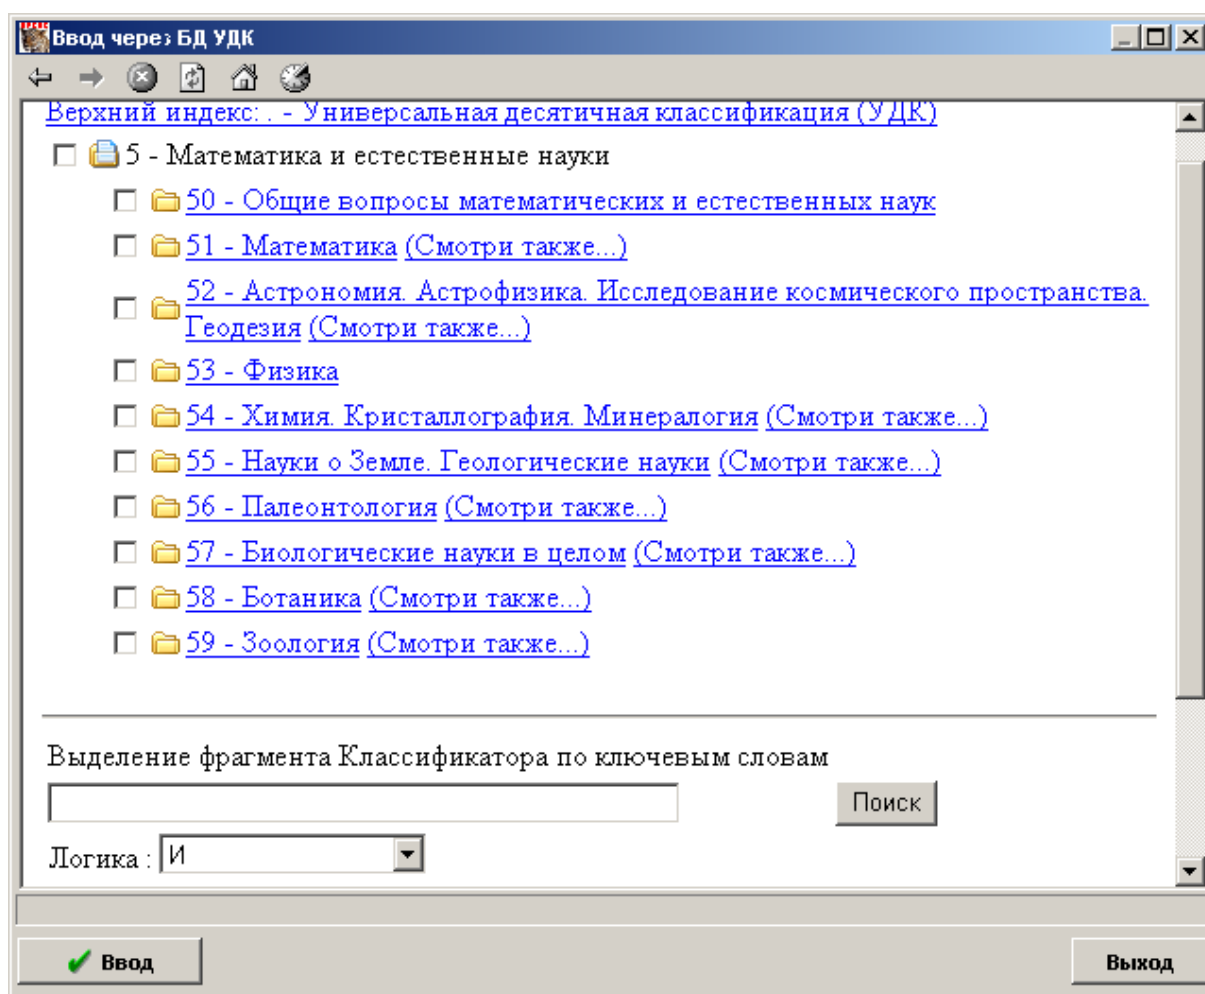 Ввод через БД УДК
Верхний индекс: . - Универсальная десятичная классификация (УДК)
5 - Математика и естественные науки
50 - Общие вопросы математических и естественных наук
51 - Математика (Смотри также...)
52 - Астрономия. Астрофизика. Исследование космического пространства.
Геодезия (Смотри также...)
53 - Физика
54 - Химия. Кристаллография. Минералогия (Смотри также...)
55 - Науки о Земле. Геологические науки (Смотри также...)
56 - Палеонтология (Смотри также...)
57 - Биологические науки в целом (Смотри также...)
58 - Ботаника (Смотри также...)
59 - Зоология (Смотри также...)
Выделение фрагмента Классификатора по ключевым словам
Поиск
Логика : И
Ввод
Выход